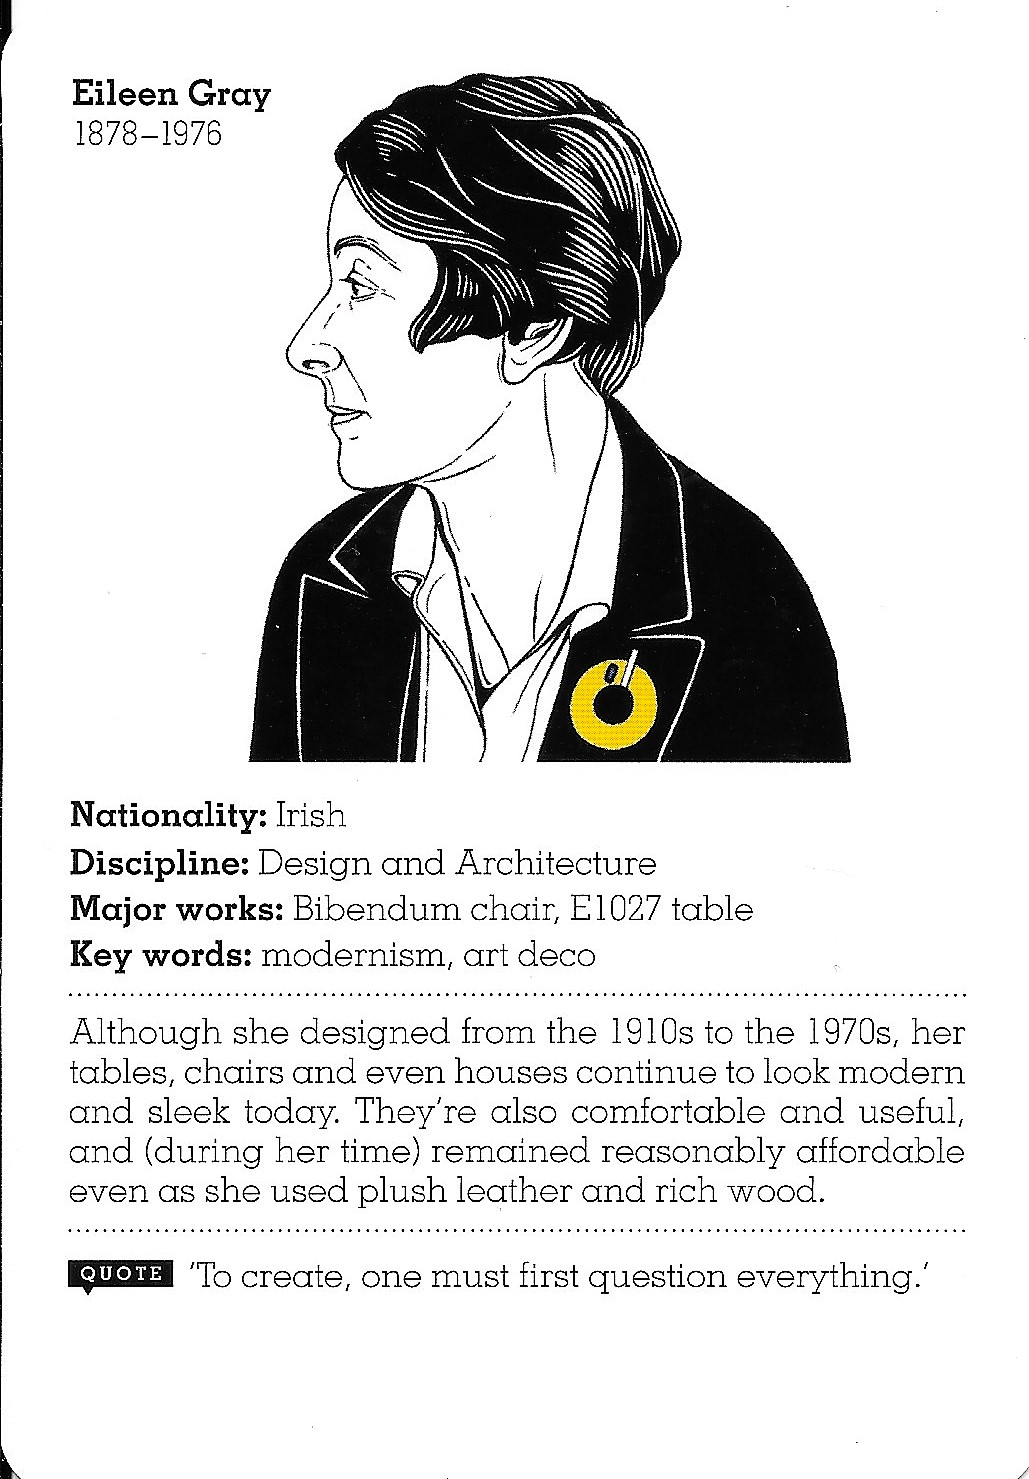 Eileen Gray
1878–1976
Nationality: Irish
Discipline: Design and Architecture
Major works: Bibendum chair, E1027 table
Key words: modernism, art deco
Although she designed from the 1910s to the 1970s, her
tables, chairs and even houses continue to look modern
and sleek today. They're also comfortable and useful,
and (during her time) remained reasonably affordable
even as she used plush leather and rich wood.
QUOTE 'To create, one must first question everything.'